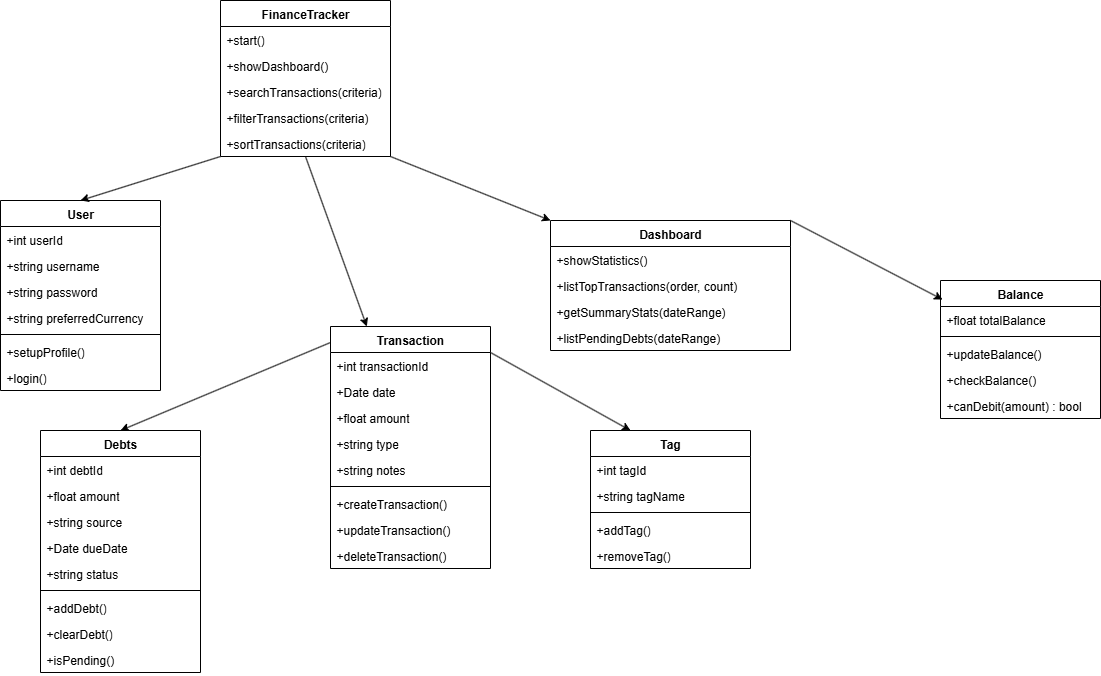 FinanceTracker
+start()
+showDashboard()
+searchTransactions(criteria)
+filterTransactions(criteria)
+sortTransactions(criteria)
User
+int userId
+string username
+string password
+string preferredCurrency
+setupProfile()
+login()
Dashboard
+showStatistics()
+listTopTransactions(order, count)
+getSummaryStats(dateRange)
+listPendingDebts(dateRange)
Balance
+float totalBalance
+updateBalance()
+checkBalance()
+canDebit(amount) : bool
Transaction
+int transactionId
+Date date
+float amount
+string type
+string notes
+createTransaction()
+updateTransaction()
+deleteTransaction()
Debts
+int debtId
+float amount
+string source
+Date dueDate
+string status
+addDebt()
+clearDebt()
+isPending()
Tag
+int tagId
+string tagName
+addTag()
+removeTag()